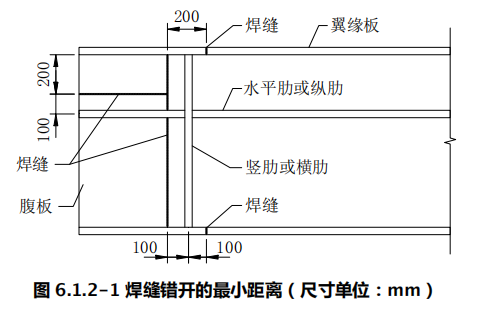 200
焊缝
翼缘板
200
水平肋或纵肋
100
焊缝
竖肋或横肋
腹板
焊缝
100
100
图 6.1.2-1 焊缝错开的最小距离（尺寸单位：mm）